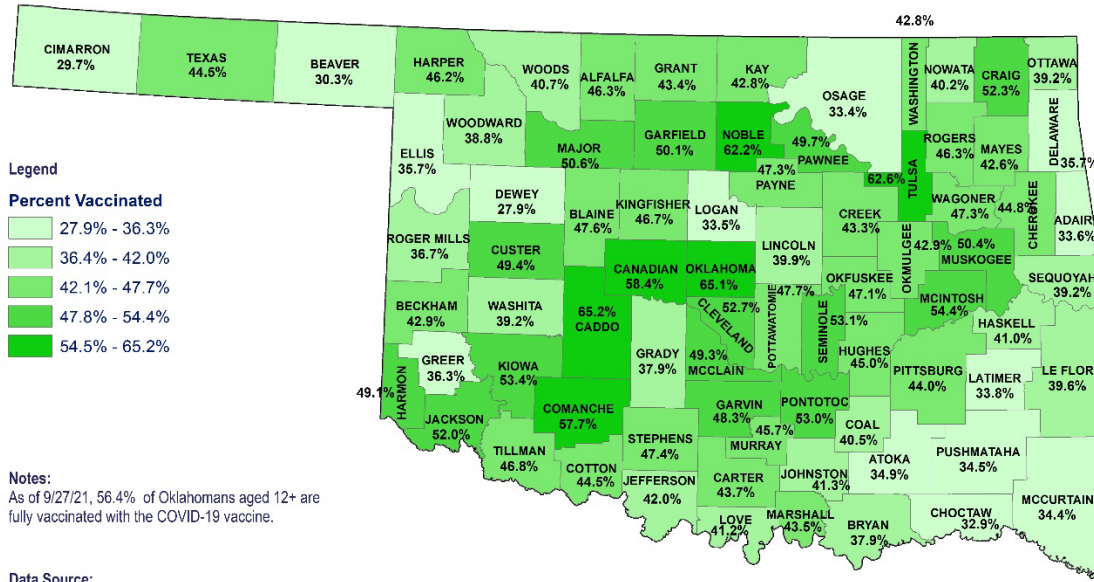 42.8%
CIMARRON
29.7%
TEXAS
44.5%
BEAVER
30.3%
HARPER
46.2%
WOODS
40.7%
ALFALFA
46.3%
GRANT
43.4%
KAY
42.8%
OSAGE
33.4%
WASHINGTON
NOWATA
40.2%
CRAIG
52.3%
OTTAWA
39.2%
WOODWARD
38.8%
ELLIS
35.7%
MAJOR
50.6%
GARFIELD
50.1%
NOBLE
62.2%
49.7%
PAWNEE
47.3%
PAYNE
62.6%
TULSA
ROGERS
46.3%
MAYES
42.6%
DELAWARE
35.7%
Legend
Percent Vaccinated
27.9% - 36.3%
36.4% - 42.0%
42.1% - 47.7%
47.8% - 54.4%
54.5% - 65.2%
DEWEY
27.9%
BLAINE
47.6%
KINGFISHER
46.7%
LOGAN
33.5%
CREEK
43.3%
WAGONER
47.3%
44.8%
CHEROKEE
ADAIR
33.6%
ROGER MILLS
36.7%
CUSTER
49.4%
CANADIAN
58.4%
OKLAHOMA
65.1%
LINCOLN
39.9%
OKMULGEE
42.9%
50.4%
MUSKOGEE
OKFUSKEE
47.1%
SEQUOYAH
39.2%
BECKHAM
42.9%
WASHITA
39.2%
65.2%
CADDO
52.7%
CLEVELAND
47.7%
POTTAWATOMIE
SEMINOLE
53.1%
MCINTOSH
54.4%
HASKELL
41.0%
GREER
36.3%
KIOWA
53.4%
GRADY
37.9%
49.3%
MCCLAIN
HUGHES
45.0%
PITTSBURG
44.0%
LATIMER
33.8%
LE FLOR
39.6%
49.1%
HARMON
JACKSON
52.0%
COMANCHE
57.7%
GARVIN
48.3%
PONTOTOC
53.0%
COAL
40.5%
TILLMAN
46.8%
COTTON
44.5%
STEPHENS
47.4%
45.7%
MURRAY
ATOKA
34.9%
PUSHMATAHA
34.5%
JEFFERSON
42.0%
CARTER
43.7%
JOHNSTON
41.3%
MCCURTAIN
34.4%
LOVE
41.2%
MARSHALL
43.5%
BRYAN
37.9%
CHOCTAW
32.9%
Notes:
As of 9/27/21, 56.4% of Oklahomans aged 12+ are
fully vaccinated with the COVID-19 vaccine.
Data Source: